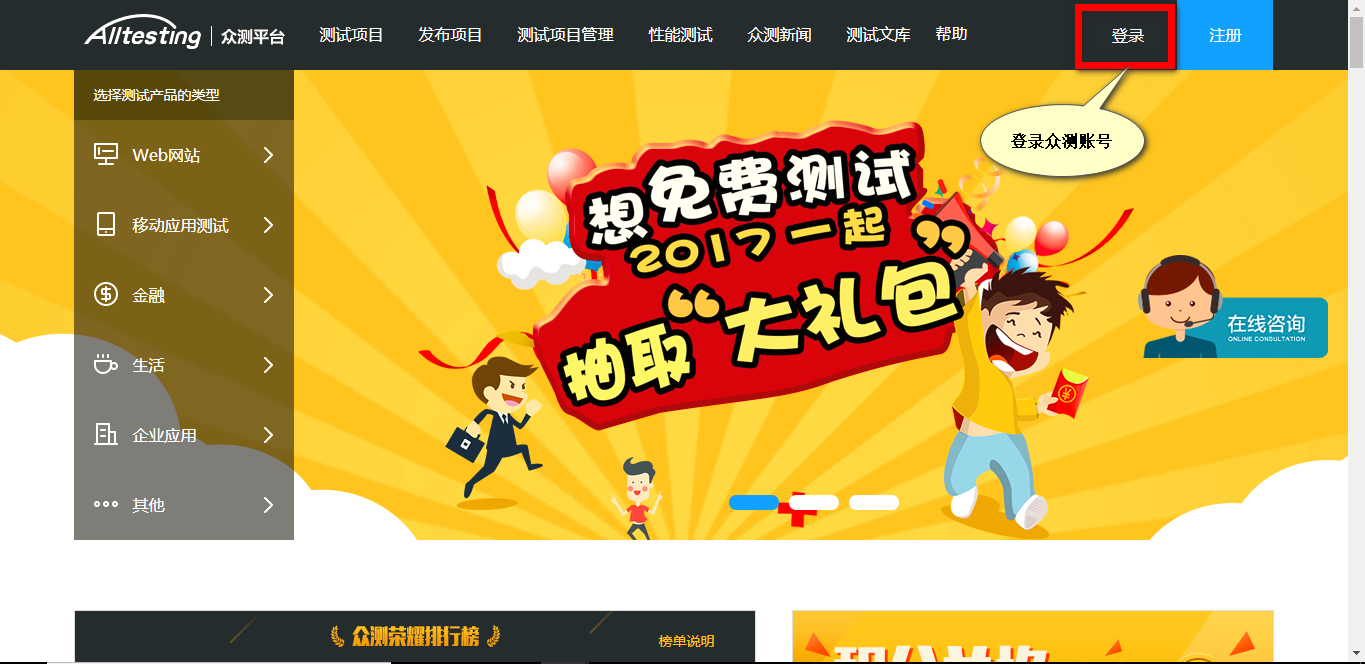 Alltesting 众测平台 测试项目 发布项目 测试项目管理 性能测试 众测新闻 测试文库 帮助 登录 注册
登录众测账号
选择测试产品的类型
Web网站
移动应用测试
金融
生活
企业应用
其他
想免费测试
2017一起
抽取“大礼包”
在线咨询
ONLINE CONSULTATION
众测荣耀排行榜
榜单说明